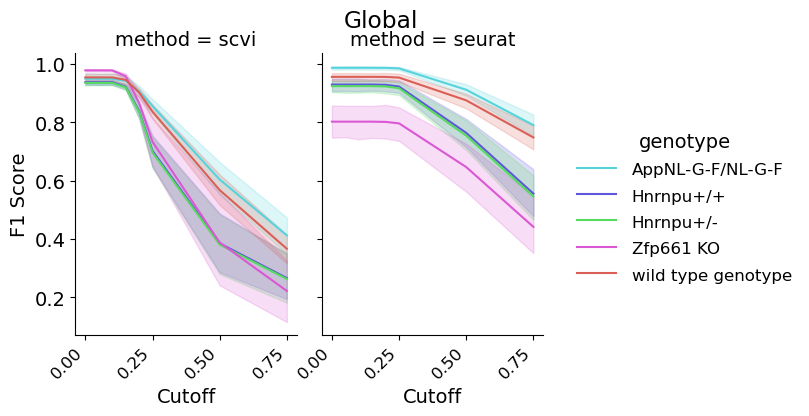 Global
method = scvi
method = seurat
F1 Score
1.0
0.8
0.6
0.4
0.2
0.00
0.25
0.50
0.75
0.00
0.25
0.50
0.75
Cutoff
Cutoff
genotype
AppNL-G-F/NL-G-F
Hnrnpu+/+
Hnrnpu+/-
Zfp661 KO
wild type genotype